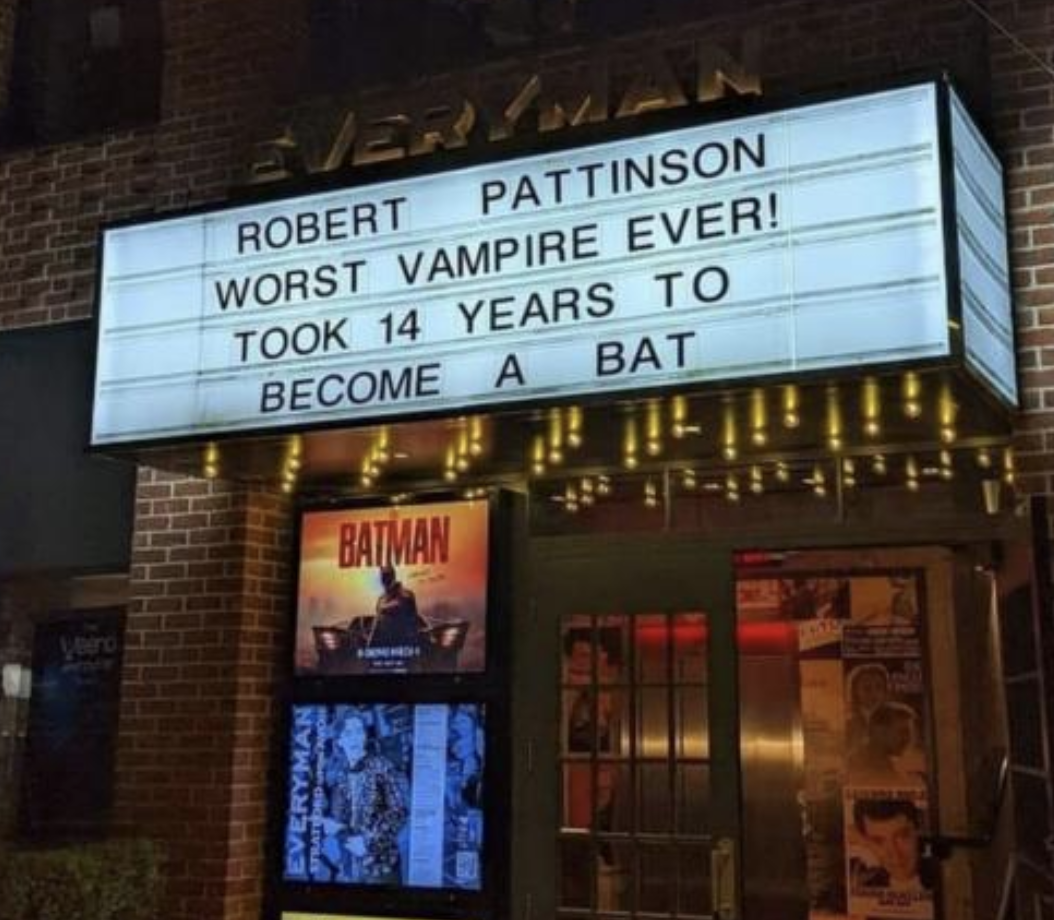 EVERYMAN
ROBERT PATTINSON
WORST VAMPIRE EVER!
TOOK 14 YEARS TO
BECOME A BAT
BATMAN
EVERYMAN